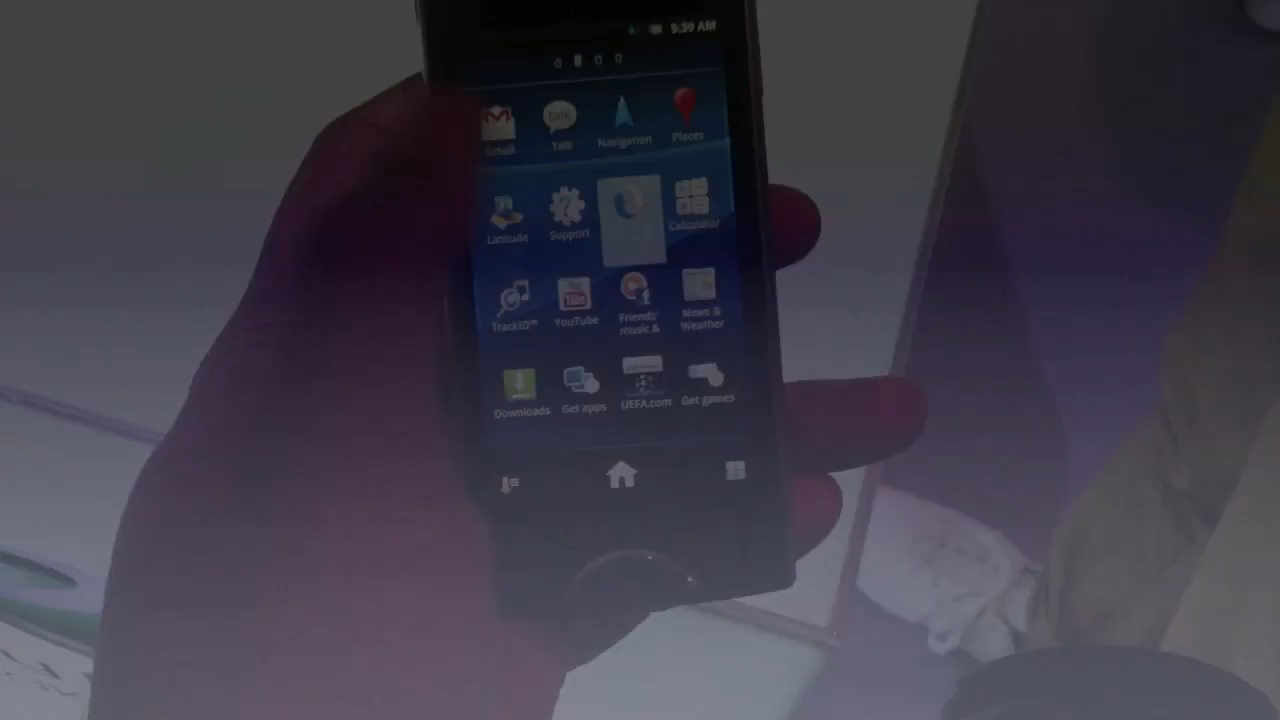 9:39 AM
Gmail
Talk
Navigation
Places
Latitude
Support
Calculator
TrackID™
YouTube
Friends'
music &
News &
Weather
Downloads
Get apps
UEFA.com
Get games